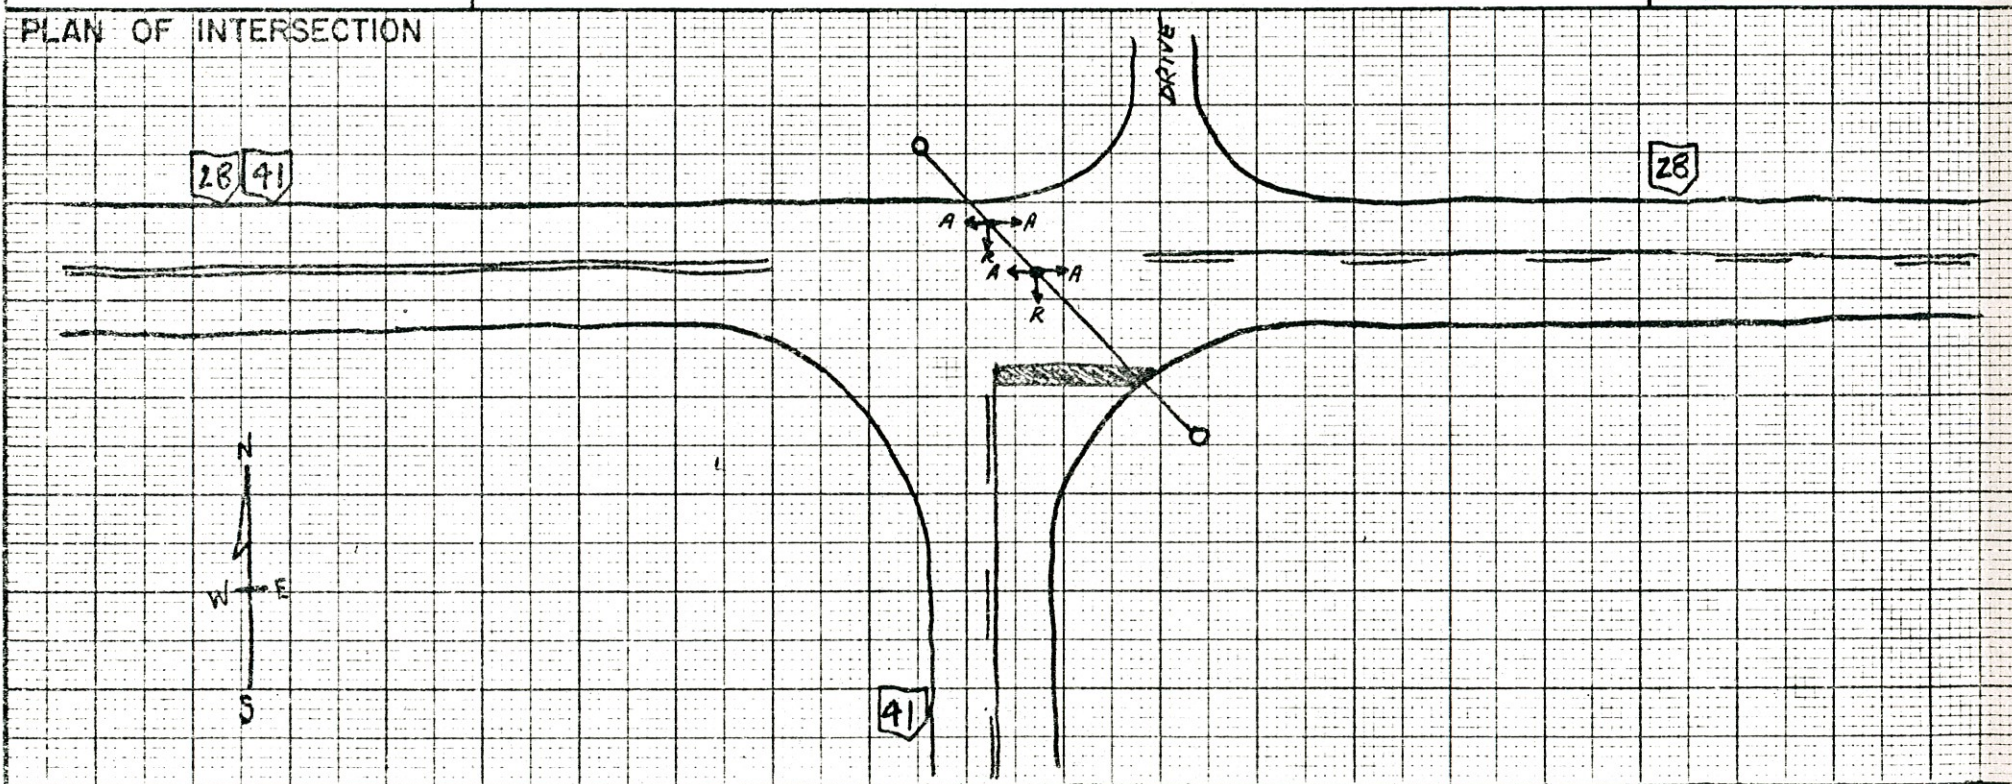 PLAN OF INTERSECTION
DRIVE
28 41
28
A A
R
A A
R
N
W E
S
41